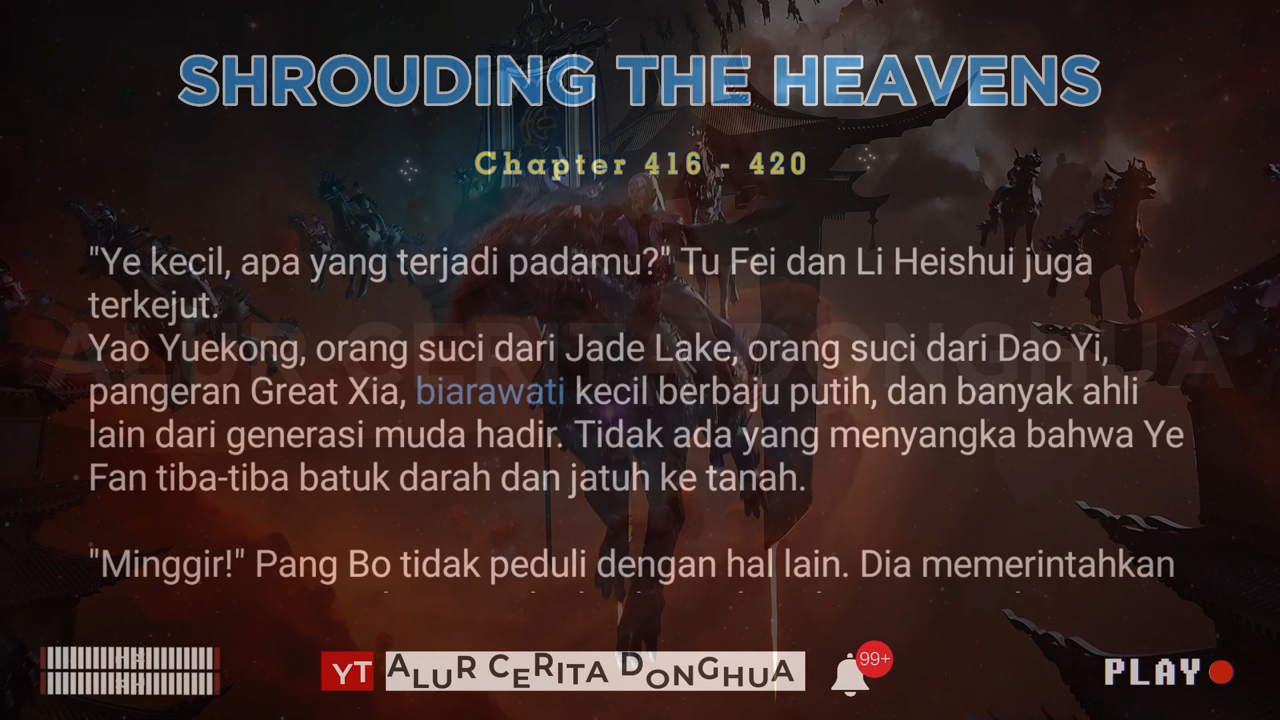 SHROUDING THE HEAVENS
Chapter 416 - 420
"Ye kecil, apa yang terjadi padamu?" Tu Fei dan Li Heishui juga
terkejut.
ALUR CERITA DONGHUA
Yao Yuekong, orang suci dari Jade Lake, orang suci dari Dao Yi,
pangeran Great Xia, biarawati kecil berbaju putih, dan banyak ahli
lain dari generasi muda hadir. Tidak ada yang menyangka bahwa Ye
Fan tiba-tiba batuk darah dan jatuh ke tanah.
"Minggir!" Pang Bo tidak peduli dengan hal lain. Dia memerintahkan
YT ALUR CERITA DONGHUA
99+
PLAY